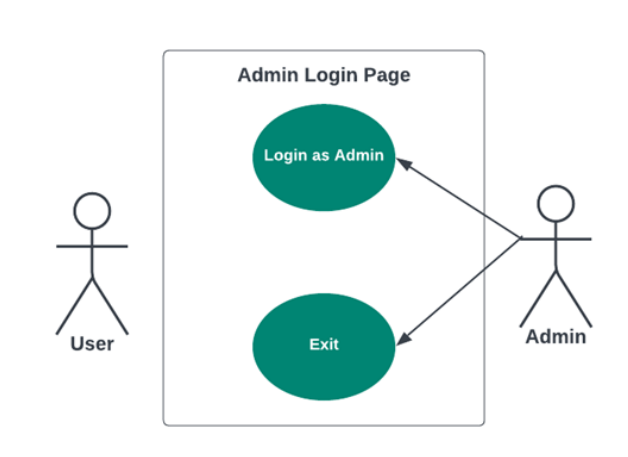 Admin Login Page
Login as Admin
User
Admin
Exit